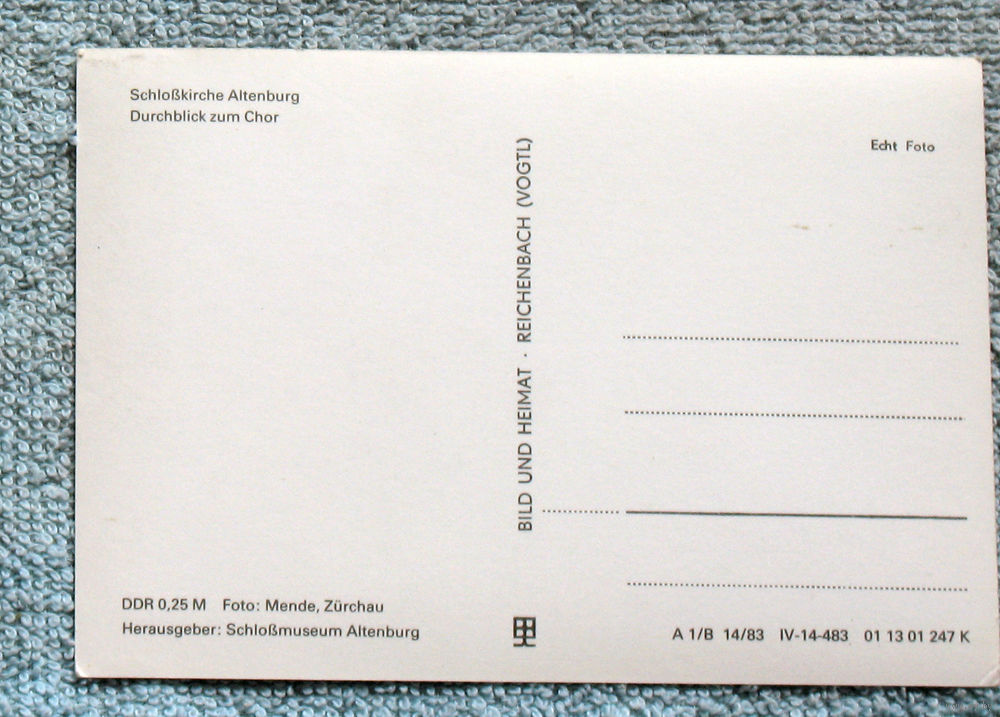 Schloßkirche Altenburg
Durchblick zum Chor
Echt Foto
BILD UND HEIMAT · REICHENBACH (VOGTL)
DDR 0,25 M Foto: Mende, Zürchau
Herausgeber: Schloßmuseum Altenburg
A 1/B 14/83 IV-14-483 01 13 01 247 K